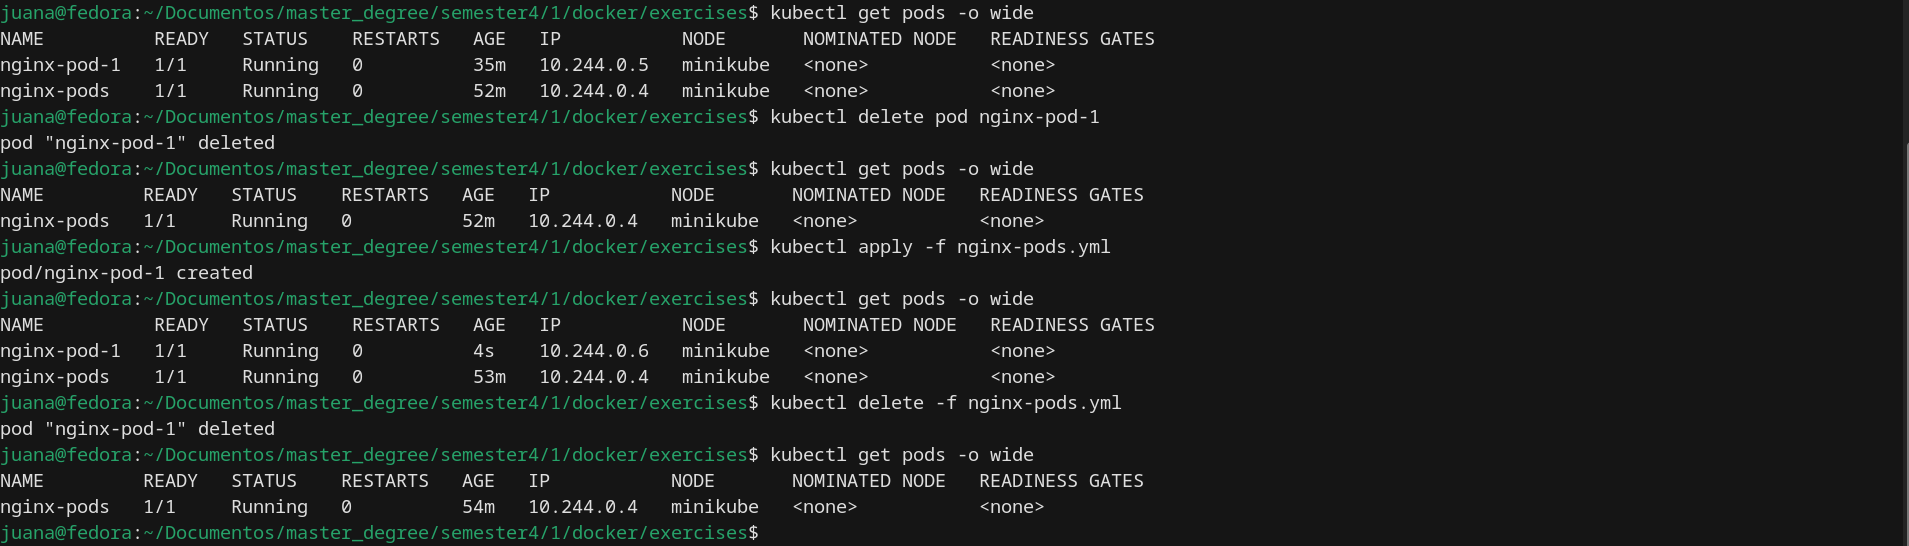 juana@fedora:~/Documentos/master_degree/semester4/1/docker/exercises$ kubectl get pods -o wide
NAME          READY   STATUS    RESTARTS   AGE   IP           NODE       NOMINATED NODE   READINESS GATES
nginx-pod-1   1/1     Running   0          35m   10.244.0.5   minikube   <none>           <none>
nginx-pods    1/1     Running   0          52m   10.244.0.4   minikube   <none>           <none>
juana@fedora:~/Documentos/master_degree/semester4/1/docker/exercises$ kubectl delete pod nginx-pod-1
pod "nginx-pod-1" deleted
juana@fedora:~/Documentos/master_degree/semester4/1/docker/exercises$ kubectl get pods -o wide
NAME         READY   STATUS    RESTARTS   AGE   IP           NODE       NOMINATED NODE   READINESS GATES
nginx-pods   1/1     Running   0          52m   10.244.0.4   minikube   <none>           <none>
juana@fedora:~/Documentos/master_degree/semester4/1/docker/exercises$ kubectl apply -f nginx-pods.yml
pod/nginx-pod-1 created
juana@fedora:~/Documentos/master_degree/semester4/1/docker/exercises$ kubectl get pods -o wide
NAME          READY   STATUS    RESTARTS   AGE   IP           NODE       NOMINATED NODE   READINESS GATES
nginx-pod-1   1/1     Running   0          4s    10.244.0.6   minikube   <none>           <none>
nginx-pods    1/1     Running   0          53m   10.244.0.4   minikube   <none>           <none>
juana@fedora:~/Documentos/master_degree/semester4/1/docker/exercises$ kubectl delete -f nginx-pods.yml
pod "nginx-pod-1" deleted
juana@fedora:~/Documentos/master_degree/semester4/1/docker/exercises$ kubectl get pods -o wide
NAME         READY   STATUS    RESTARTS   AGE   IP           NODE       NOMINATED NODE   READINESS GATES
nginx-pods   1/1     Running   0          54m   10.244.0.4   minikube   <none>           <none>
juana@fedora:~/Documentos/master_degree/semester4/1/docker/exercises$